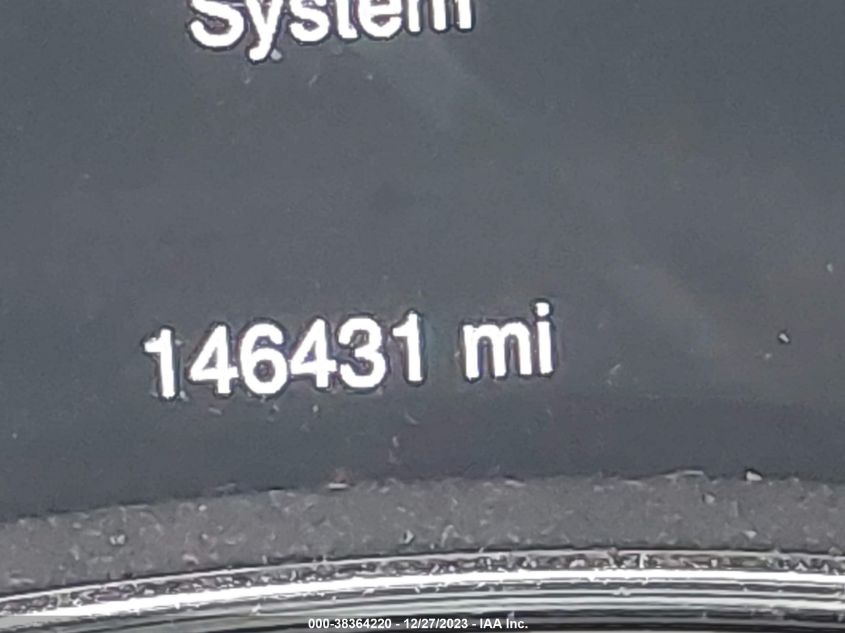 System
146431 mi
000-38364220 - 12/27/2023 - IAA Inc.